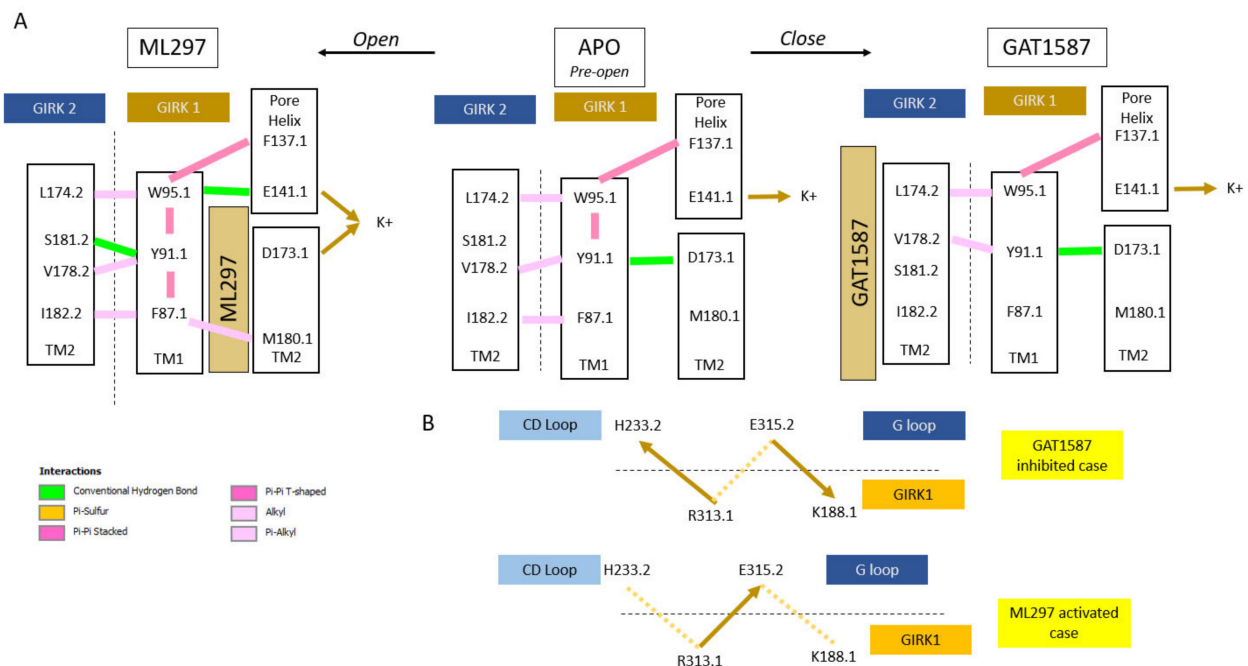 A
ML297
Open
APO
Pre-open
Close
GAT1587
GIRK 2
GIRK 1
Pore
Helix
F137.1
L174.2
W95.1
E141.1
K+
S181.2
Y91.1
D173.1
V178.2
ML297
I182.2
F87.1
M180.1
TM2
TM1
TM2
GIRK 1
Pore
Helix
F137.1
L174.2
W95.1
E141.1
K+
S181.2
Y91.1
D173.1
V178.2
I182.2
F87.1
M180.1
TM2
TM1
TM2
GIRK 2
GIRK 1
Pore
Helix
F137.1
GAT1587
L174.2
W95.1
E141.1
K+
V178.2
Y91.1
D173.1
S181.2
I182.2
F87.1
M180.1
TM2
TM1
TM2
B
CD Loop
H233.2
E315.2
G loop
GAT1587
inhibited case
R313.1
K188.1
GIRK1
CD Loop
H233.2
E315.2
G loop
ML297 activated
case
R313.1
K188.1
GIRK1
Interactions
Conventional Hydrogen Bond
Pi-Sulfur
Pi-Pi Stacked
Pi-Pi T-shaped
Alkyl
Pi-Alkyl